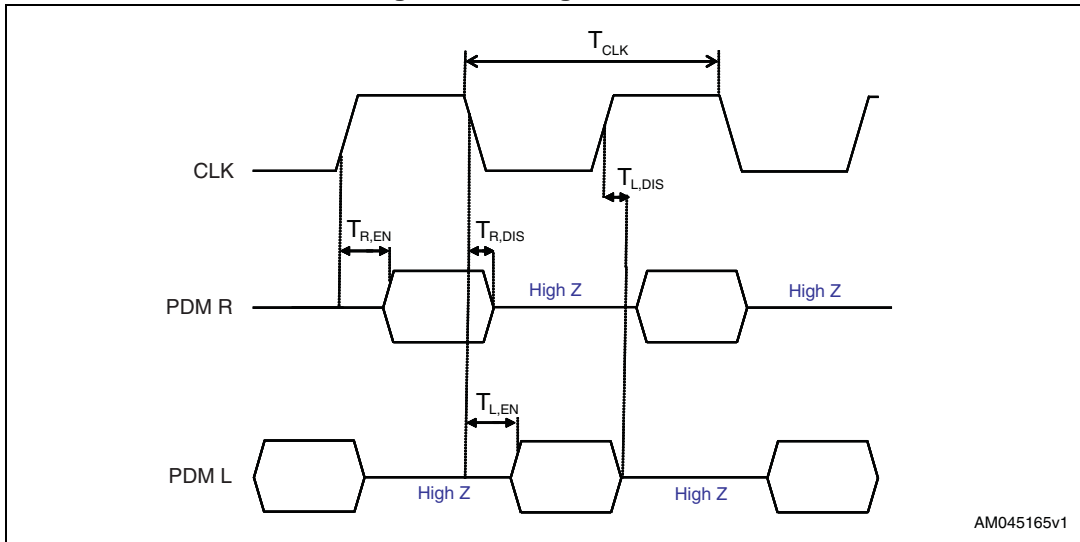 T_CLK
CLK
T_L,DIS
T_R,EN
T_R,DIS
PDM R
High Z
High Z
T_L,EN
PDM L
High Z
High Z
AM045165v1